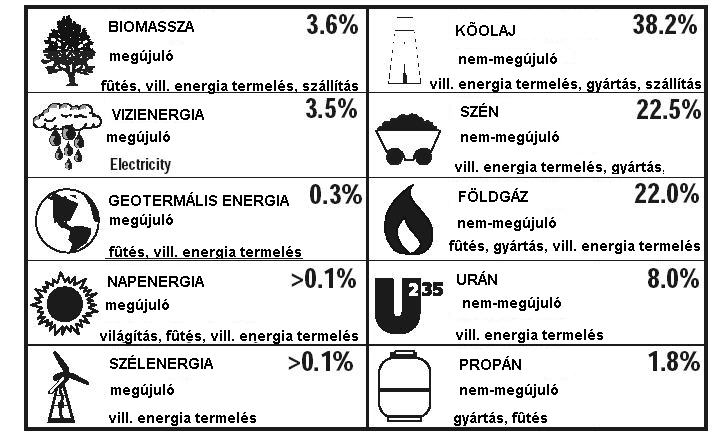 BIOMASSZA 3.6%
megújuló
fűtés, vill. energia termelés, szállítás
KŐOLAJ 38.2%
nem-megújuló
vill. energia termelés, gyártás, szállítás
VIZIENERGIA 3.5%
megújuló
Electricity
SZÉN 22.5%
nem-megújuló
vill. energia termelés, gyártás,
GEOTERMÁLIS ENERGIA 0.3%
megújuló
fűtés, vill. energia termelés
FÖLDGÁZ 22.0%
nem-megújuló
fűtés, gyártás, vill. energia termelés
NAPENERGIA >0.1%
megújuló
világítás, fűtés, vill. energia termelés
U235 URÁN 8.0%
nem-megújuló
vill. energia termelés
SZÉLENERGIA >0.1%
megújuló
vill. energia termelés
PROPÁN 1.8%
nem-megújuló
gyártás, fűtés